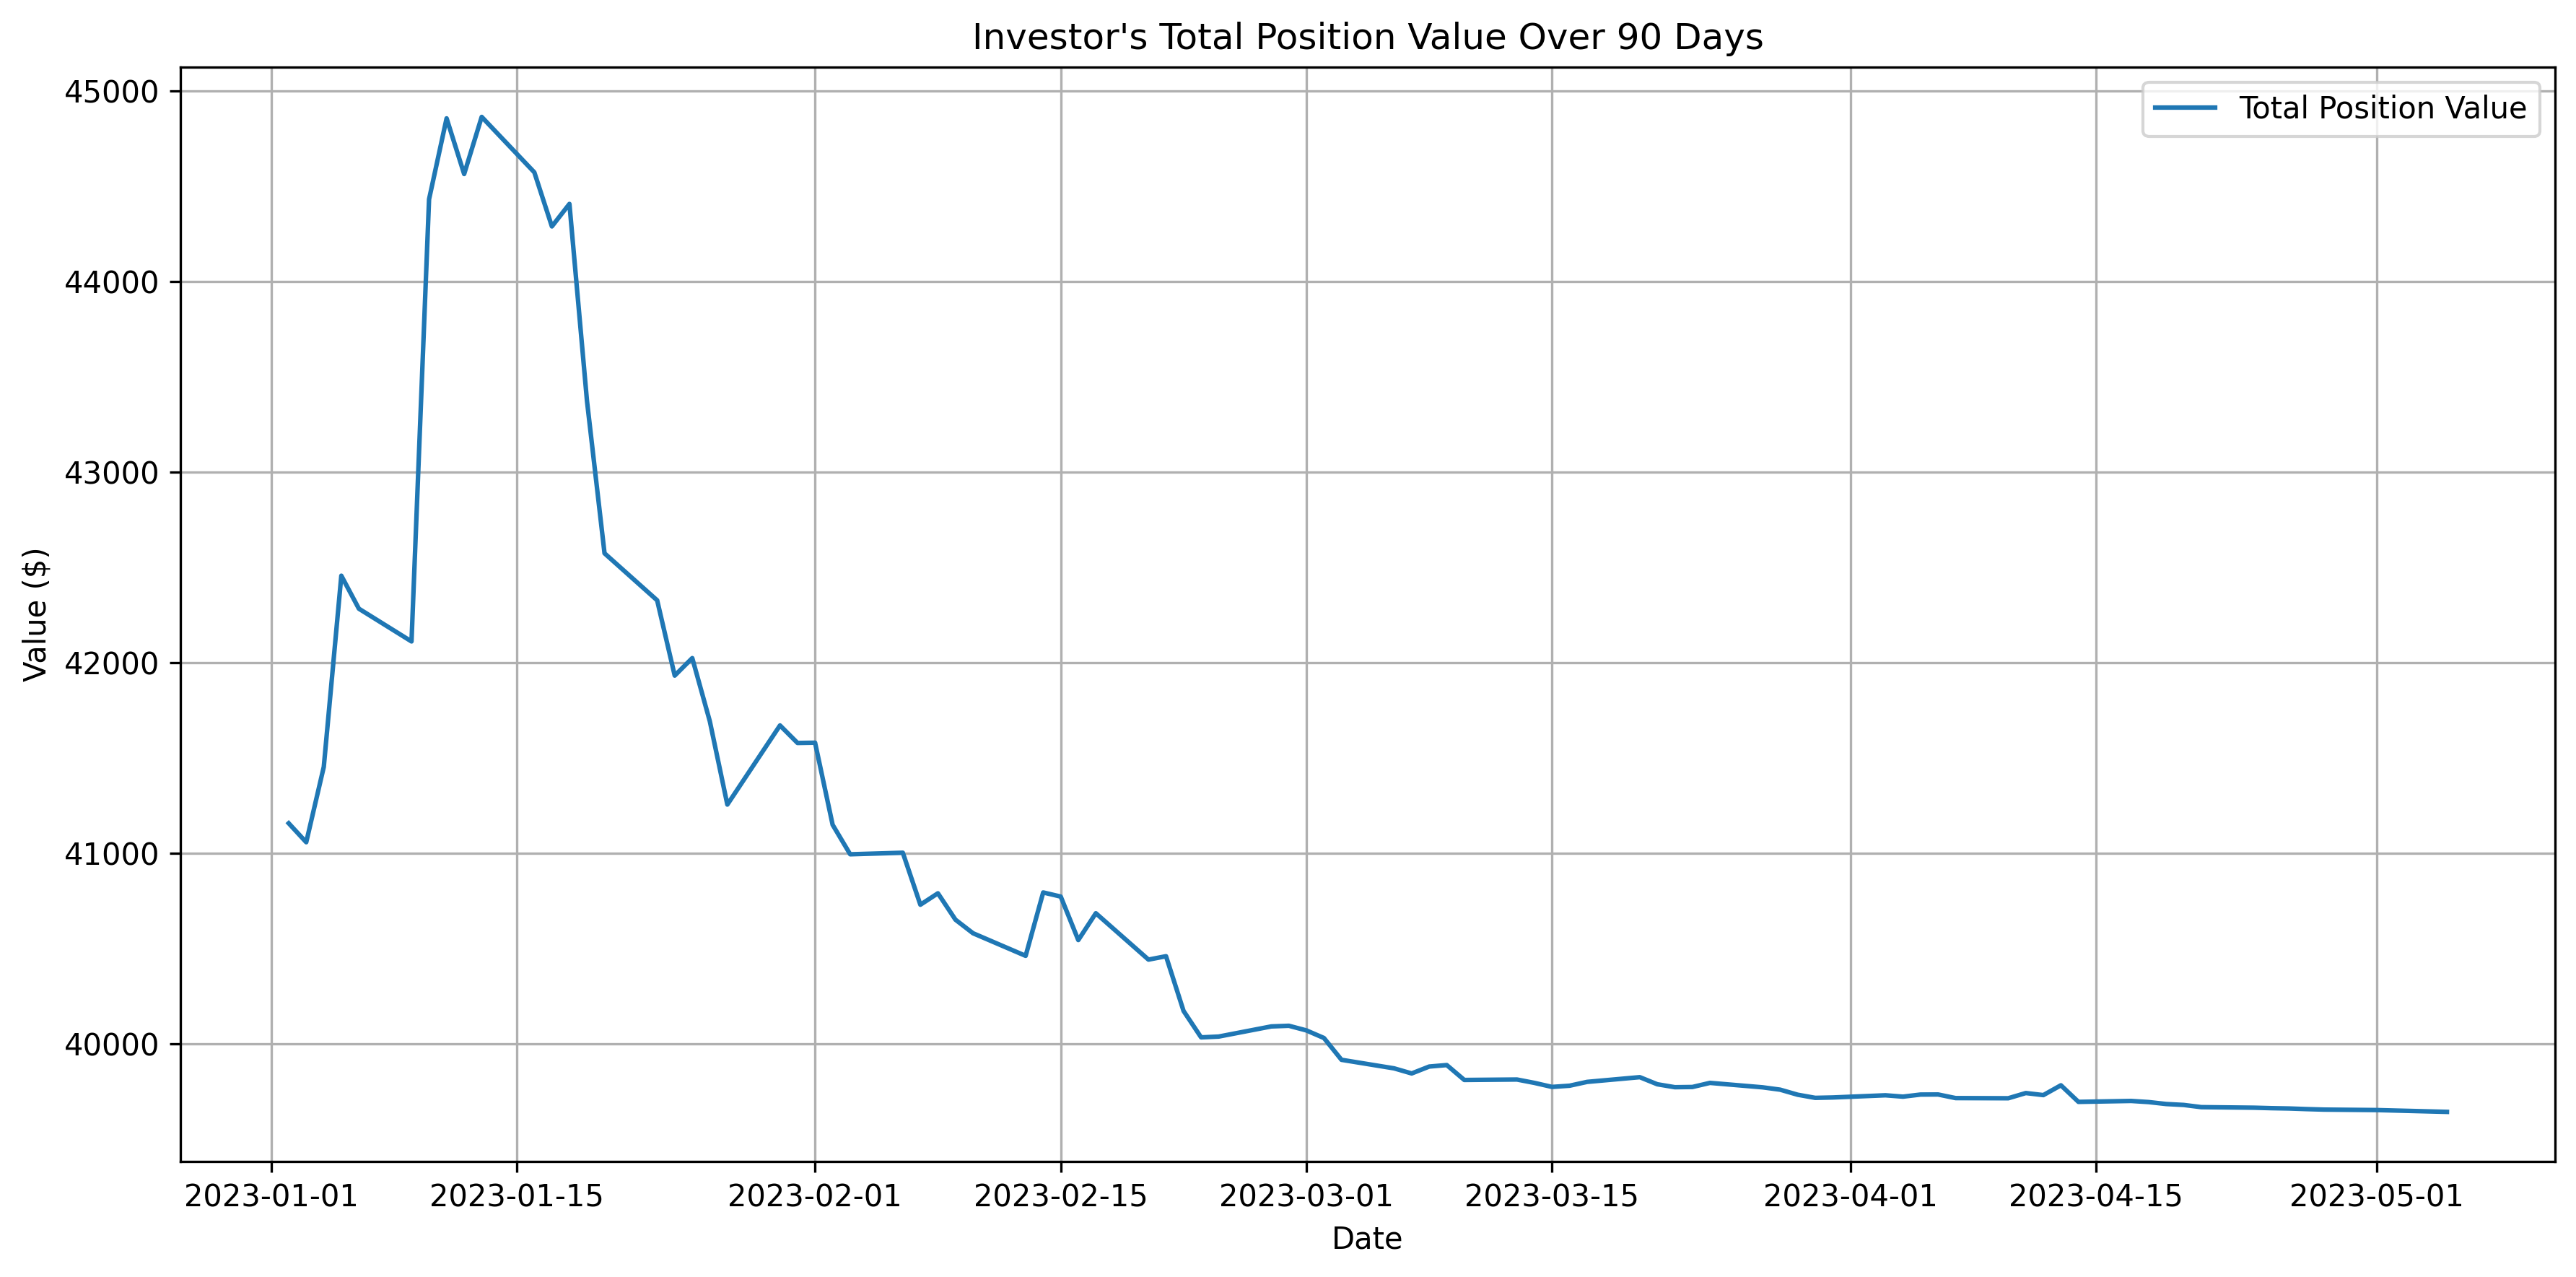 Investor's Total Position Value Over 90 Days
45000
44000
43000
42000
41000
40000
Value ($)
Total Position Value
2023-01-01 2023-01-15 2023-02-01 2023-02-15 2023-03-01 2023-03-15 2023-04-01 2023-04-15 2023-05-01
Date